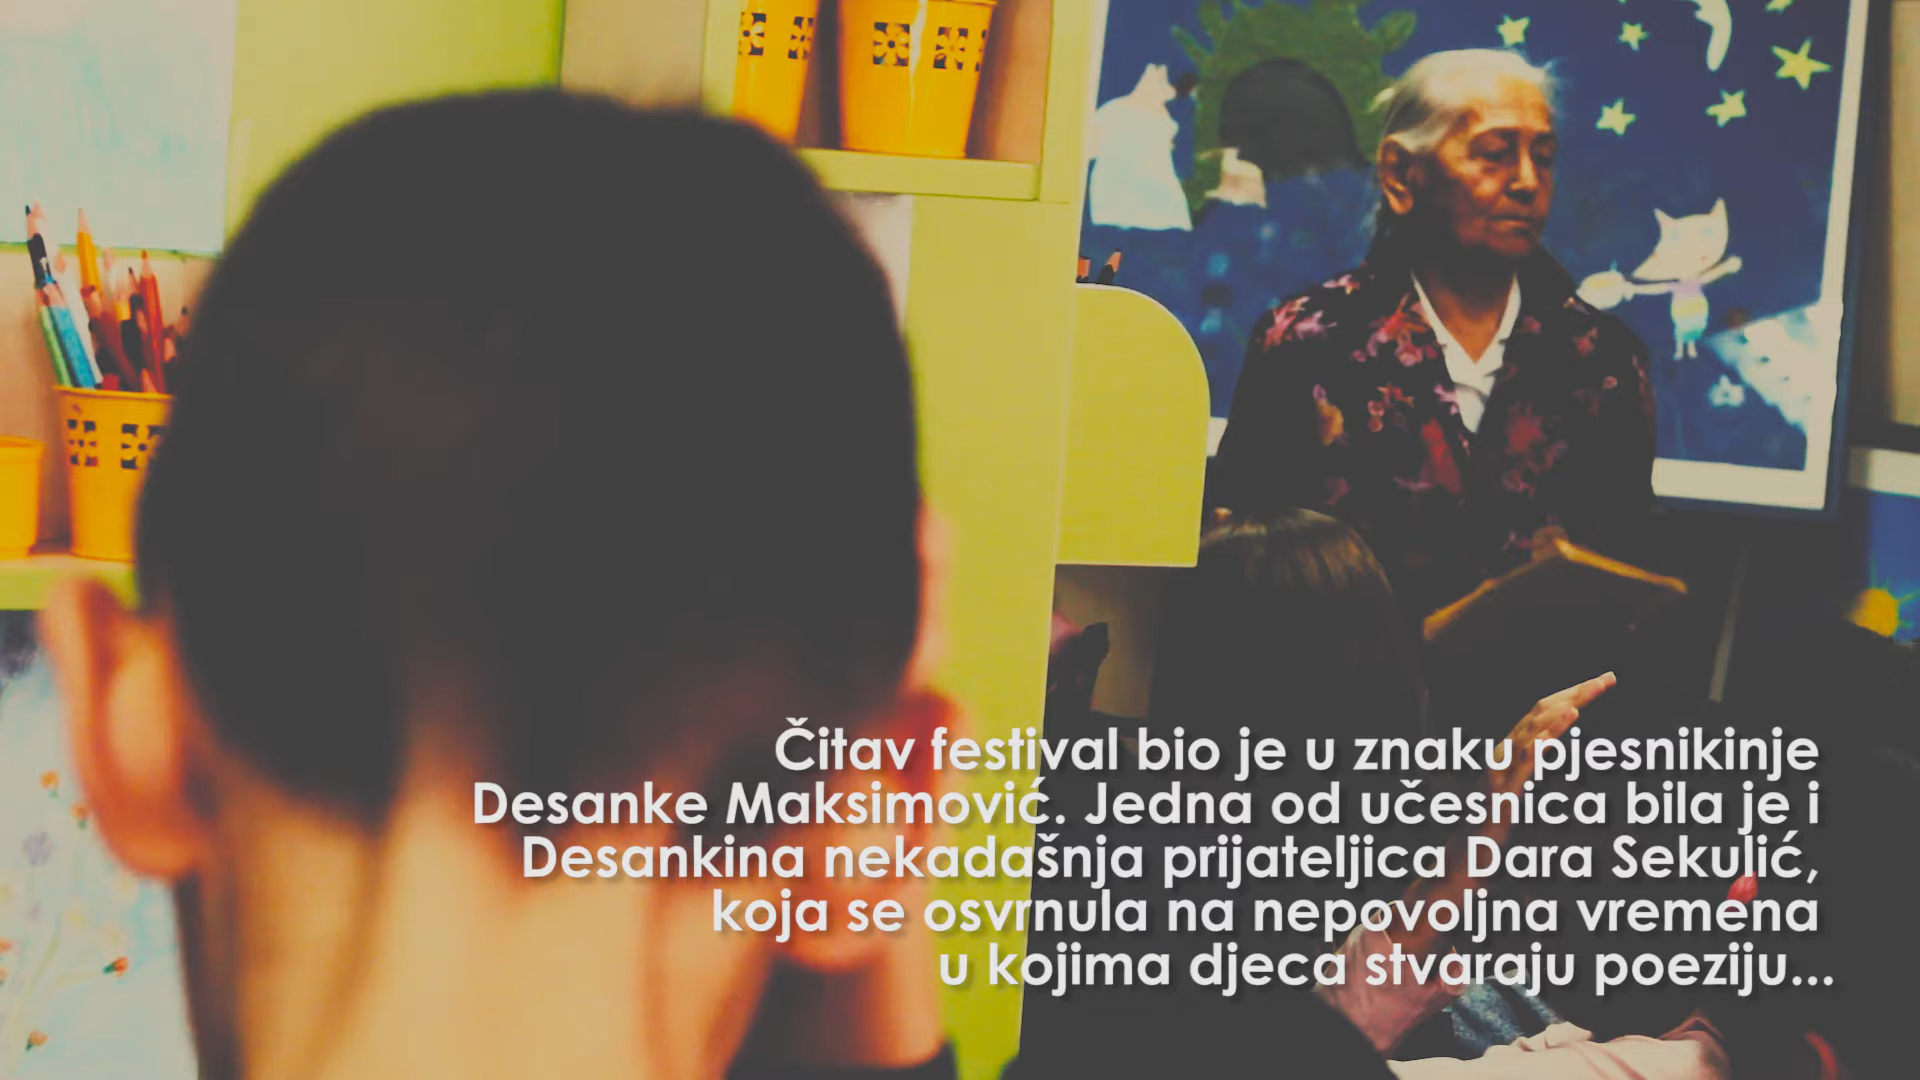 Čitav festival bio je u znaku pjesnikinje
Desanke Maksimović. Jedna od učesnica bila je i
Desankina nekadašnja prijateljica Dara Sekulić,
koja se osvrnula na nepovoljna vremena
u kojima djeca stvaraju poeziju...